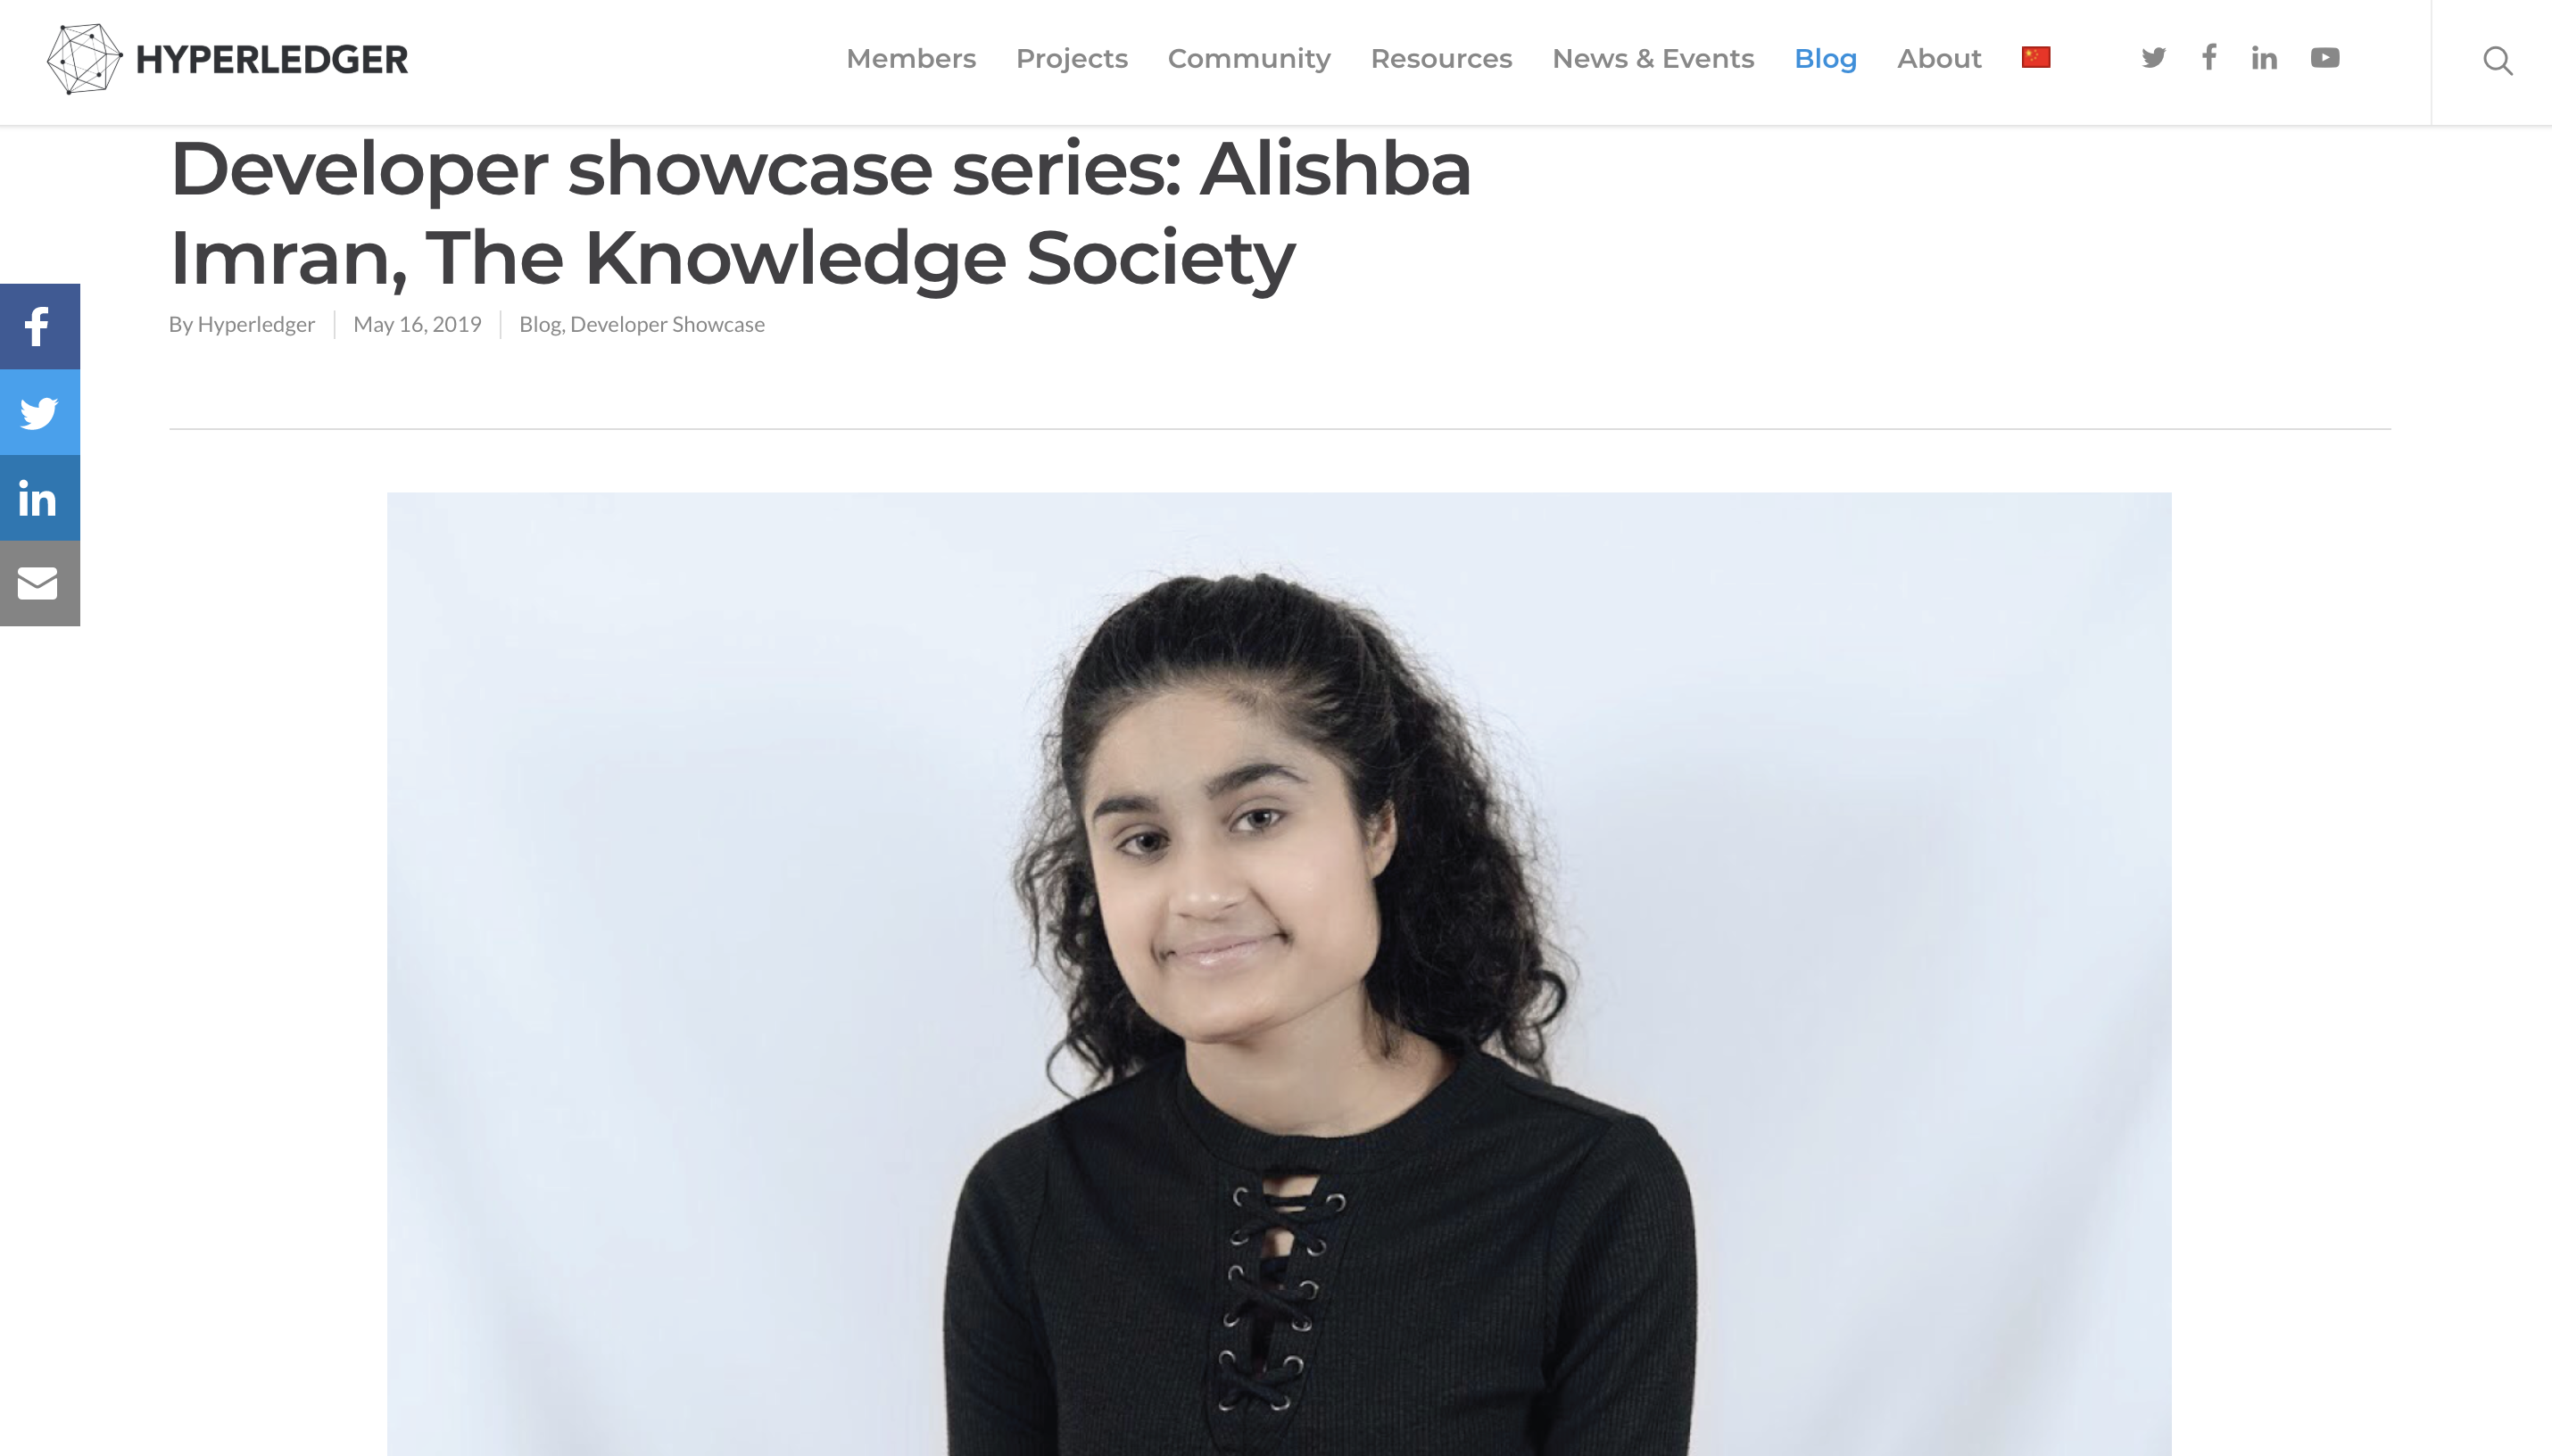 HYPERLEDGER
Members Projects Community Resources News & Events Blog About
Developer showcase series: Alishba
Imran, The Knowledge Society
By Hyperledger May 16, 2019 Blog, Developer Showcase